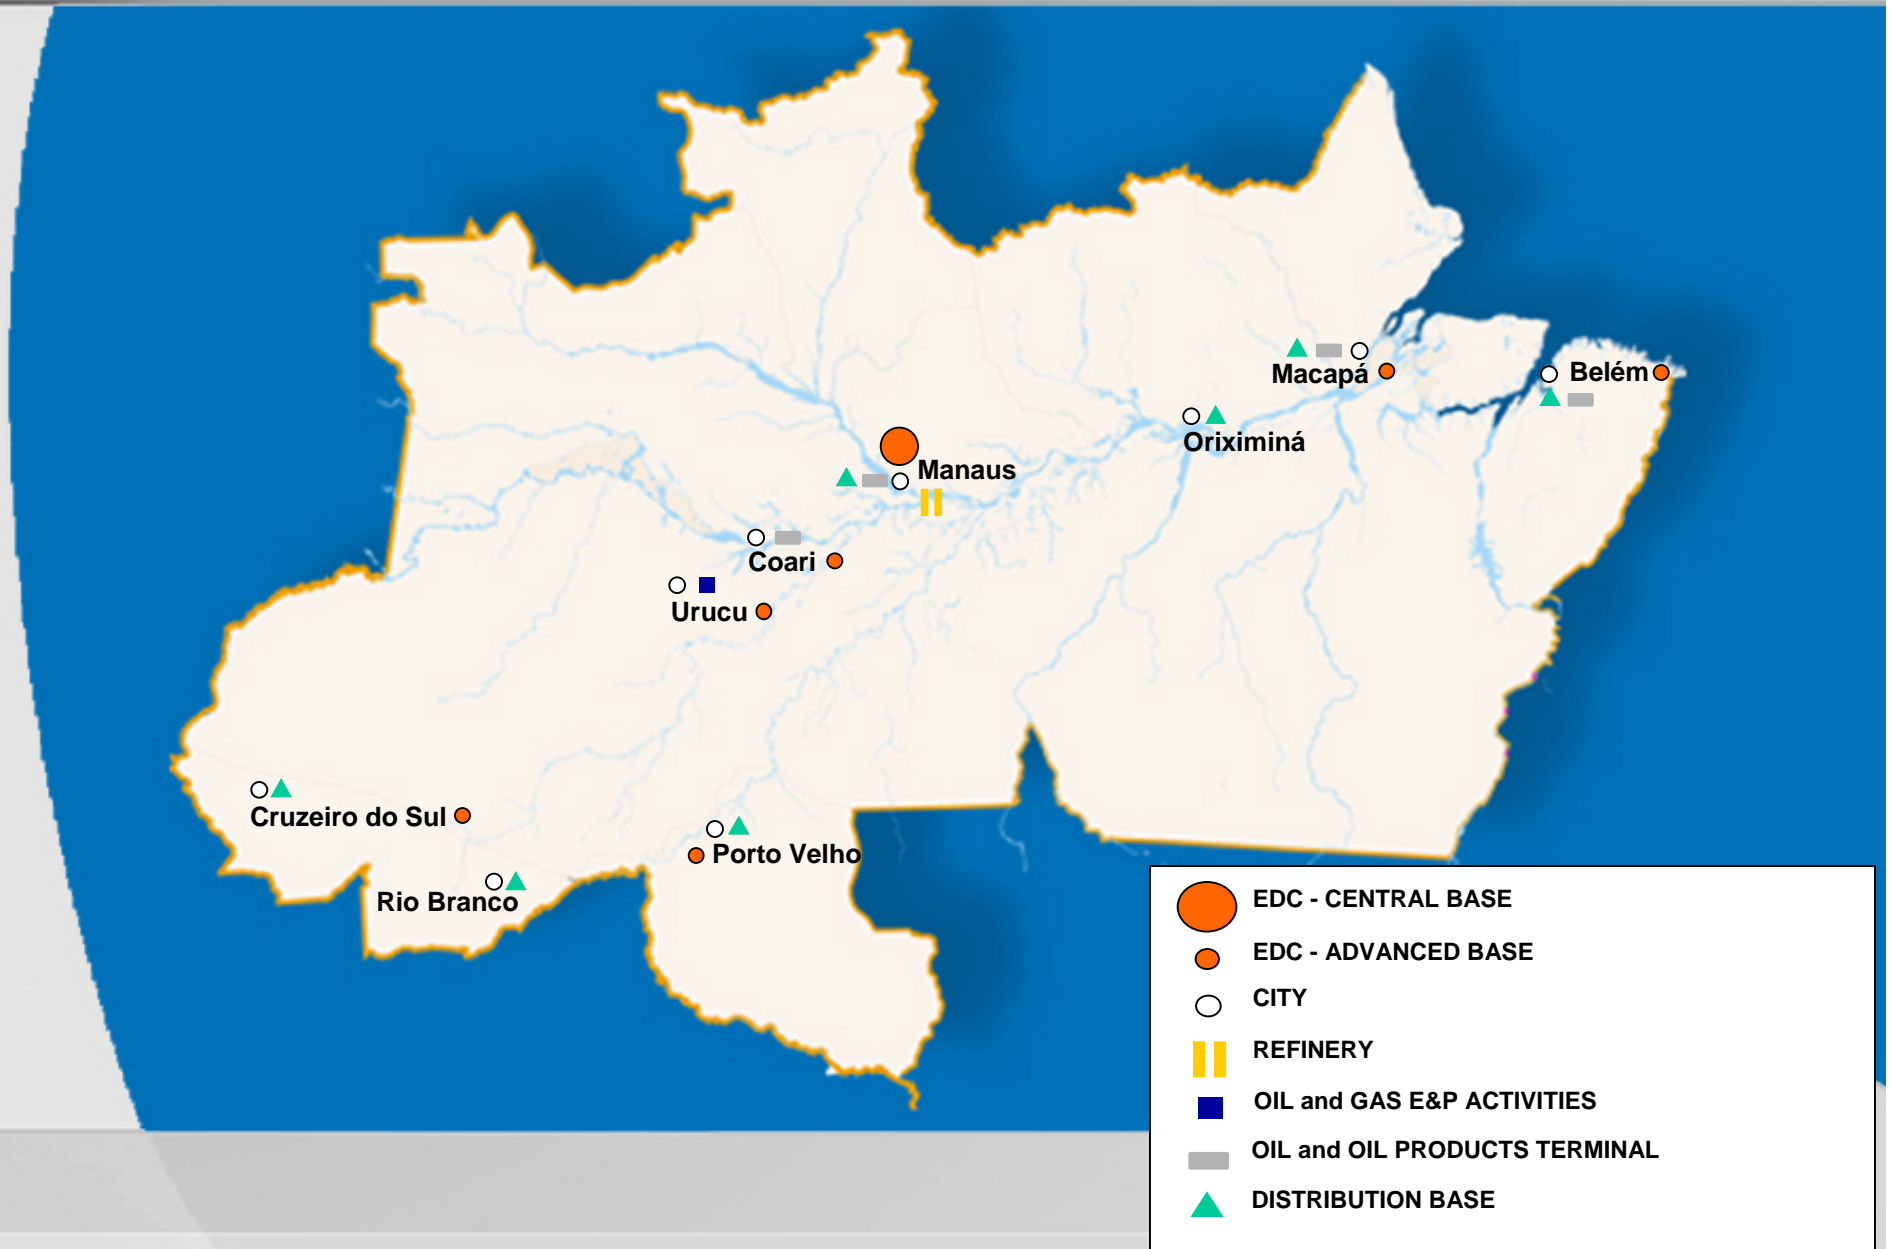 Macapá
Belém
Oriximiná
Manaus
Coari
Urucu
Cruzeiro do Sul
Porto Velho
Rio Branco
EDC - CENTRAL BASE
EDC - ADVANCED BASE
CITY
REFINERY
OIL and GAS E&P ACTIVITIES
OIL and OIL PRODUCTS TERMINAL
DISTRIBUTION BASE